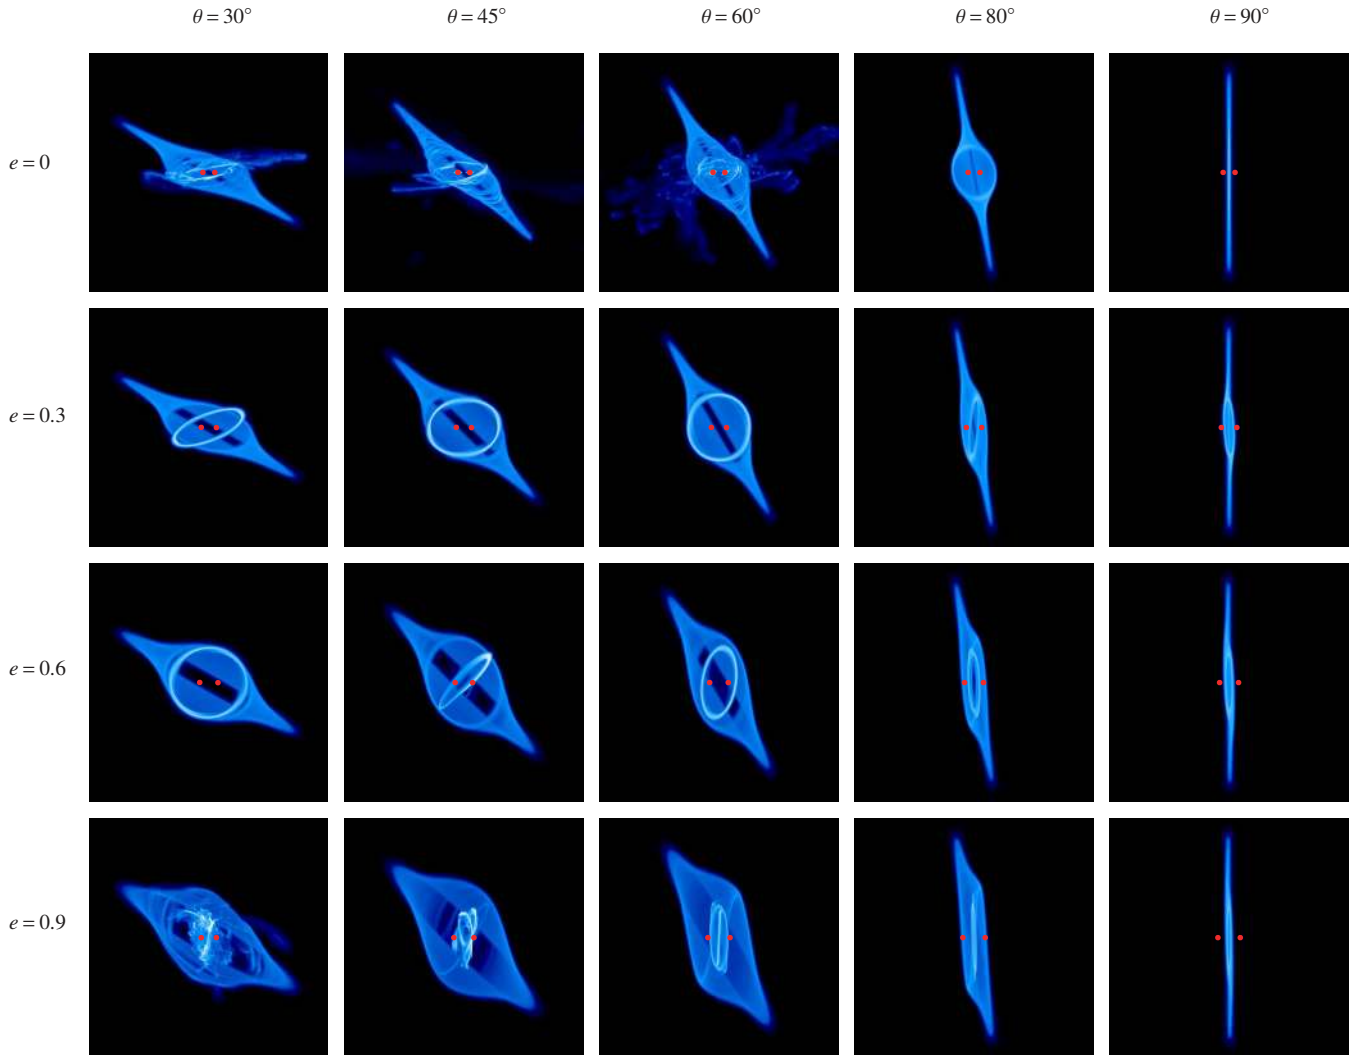 θ = 30° θ = 45° θ = 60° θ = 80° θ = 90°
e = 0
e = 0.3
e = 0.6
e = 0.9